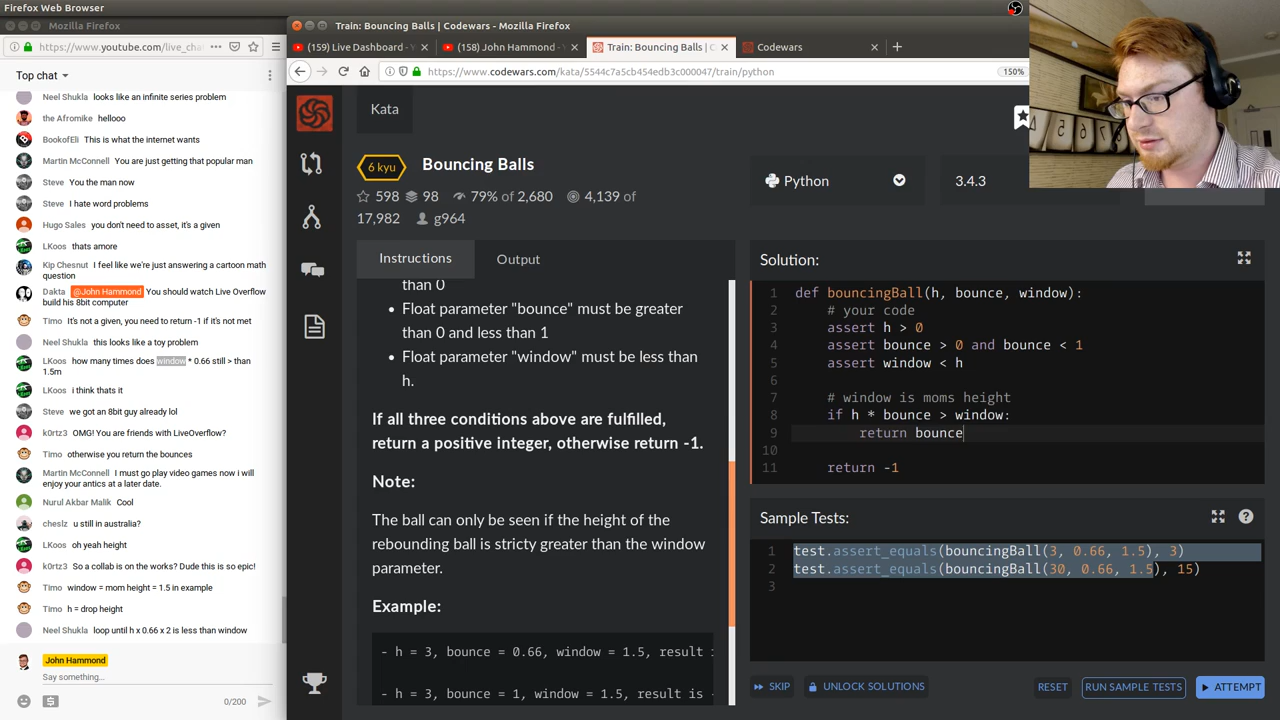 Firefox Web Browser
Mozilla Firefox
Train: Bouncing Balls | Codewars - Mozilla Firefox
https://www.youtube.com/live_cha
(159) Live Dashboard - Y
(158) John Hammond - Y
Train: Bouncing Balls | C
Codewars
https://www.codewars.com/kata/5544c7a5cb454edb3c000047/train/python
150%
Top chat
Neel Shukla looks like an infinite series problem
the Afromike hellooo
BookofEli This is what the internet wants
Martin McConnell You are just getting that popular man
Steve You the man now
Steve I hate word problems
Hugo Sales you don't need to asset, it's a given
LKoos thats amore
Kip Chesnut I feel like we're just answering a cartoon math
question
Dakta @John Hammond You should watch Live Overflow
build his 8bit computer
Timo It's not a given, you need to return -1 if it's not met
Neel Shukla this looks like a toy problem
LKoos how many times does window * 0.66 still > than
1.5m
LKoos i think thats it
Steve we got an 8bit guy already lol
k0rtz3 OMG! You are friends with LiveOverflow?
Timo otherwise you return the bounces
Martin McConnell I must go play video games now i will
enjoy your antics at a later date.
Nurul Akbar Malik Cool
cheslz u still in australia?
LKoos oh yeah height
k0rtz3 So a collab is on the works? Dude this is so epic!
Timo window = mom height = 1.5 in example
Timo h = drop height
Neel Shukla loop until h x 0.66 x 2 is less than window
John Hammond
Say something...
0/200
Kata
6 kyu
Bouncing Balls
598 98 79% of 2,680 4,139 of
17,982 g964
Python
3.4.3
Instructions
Output
than 0
• Float parameter "bounce" must be greater
than 0 and less than 1
• Float parameter "window" must be less than
h.
If all three conditions above are fulfilled,
return a positive integer, otherwise return -1.
Note:
The ball can only be seen if the height of the
rebounding ball is stricty greater than the window
parameter.
Example:
- h = 3, bounce = 0.66, window = 1.5, result i
- h = 3, bounce = 1, window = 1.5, result is -
Solution:
1 def bouncingBall(h, bounce, window):
2 # your code
3 assert h > 0
4 assert bounce > 0 and bounce < 1
5 assert window < h
6
7 # window is moms height
8 if h * bounce > window:
9 return bounce
10
11 return -1
Sample Tests:
1 test.assert_equals(bouncingBall(3, 0.66, 1.5), 3)
2 test.assert_equals(bouncingBall(30, 0.66, 1.5), 15)
3
SKIP
UNLOCK SOLUTIONS
RESET
RUN SAMPLE TESTS
ATTEMPT